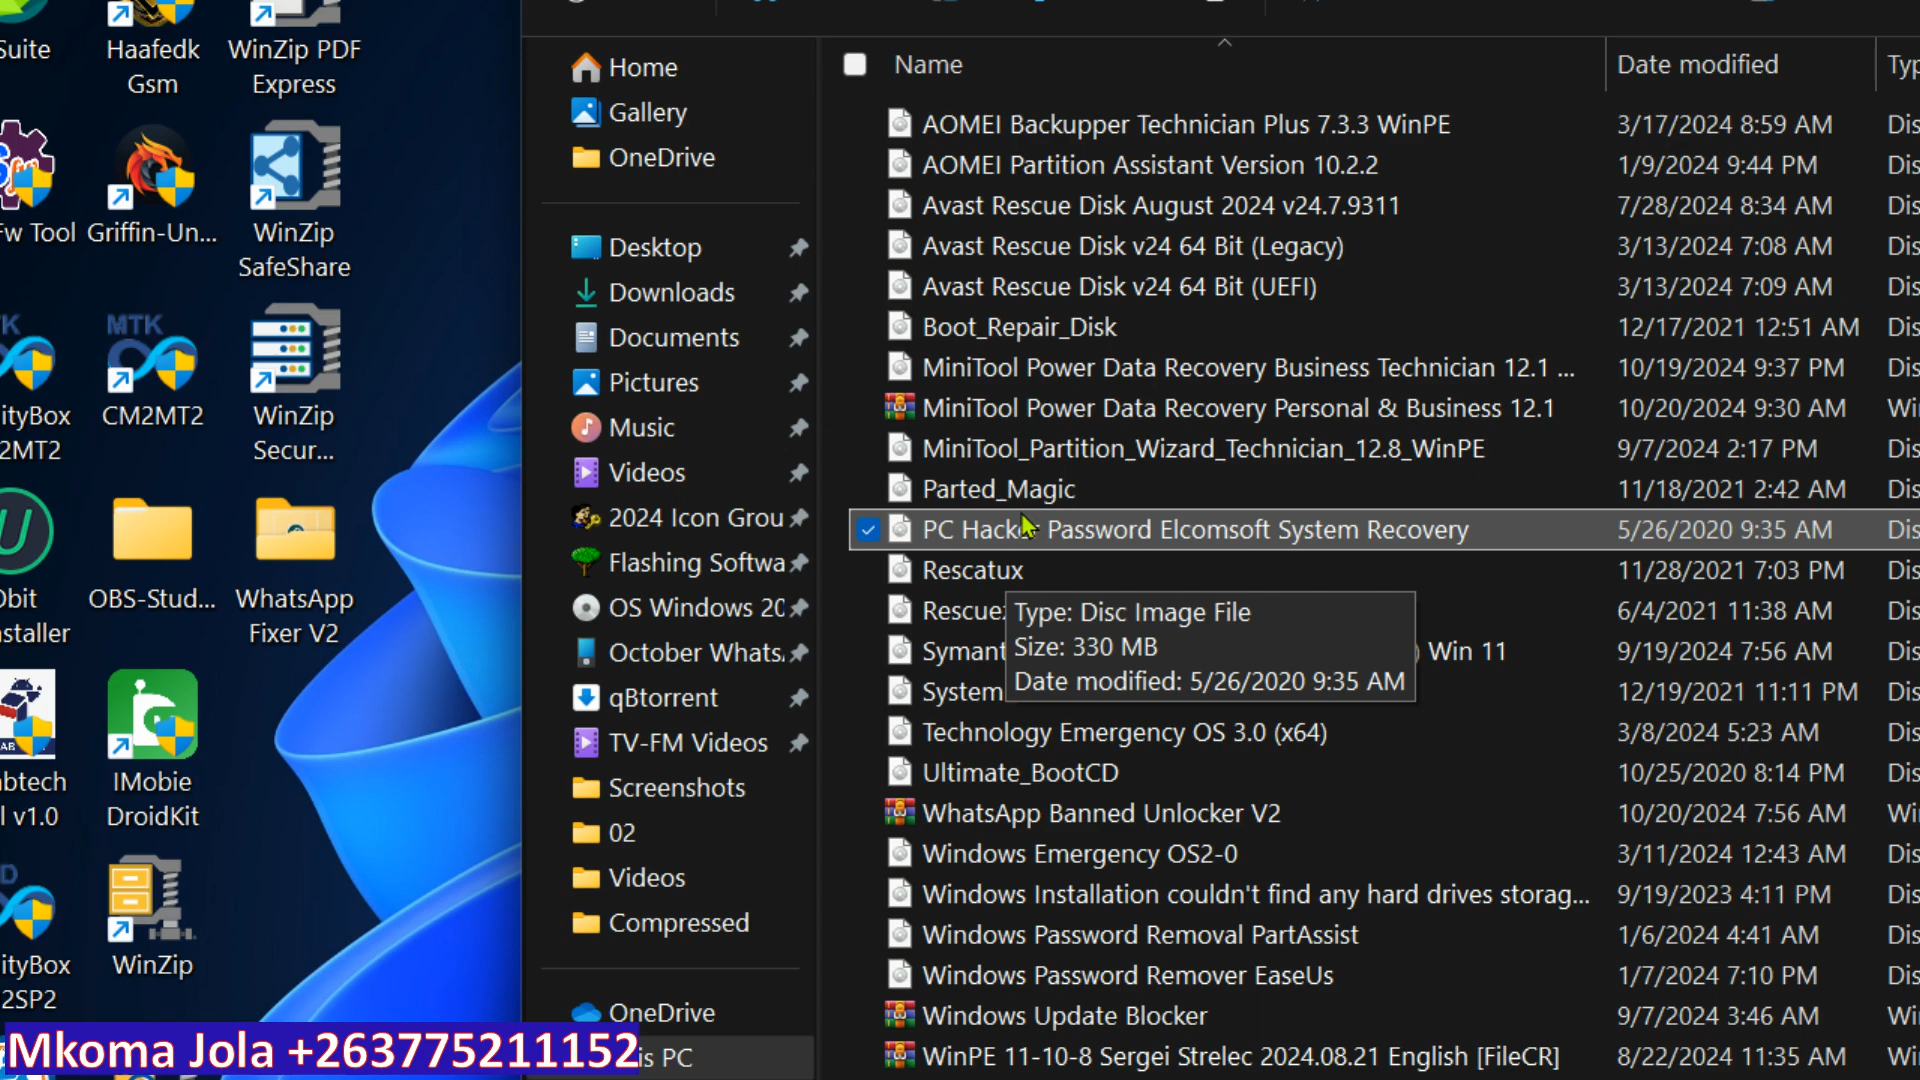 Suite
Haafedk
Gsm
WinZip PDF
Express
Fw Tool
Griffin-Un...
WinZip
SafeShare
MTK
CM2MT2
WinZip
Secur...
ityBox
2MT2
OBS-Stud...
WhatsApp
Fixer V2
IMobie
DroidKit
l v1.0
WinZip
ityBox
2SP2
Mkoma Jola +263775211152
Home
Gallery
OneDrive
Desktop
Downloads
Documents
Pictures
Music
Videos
2024 Icon Grou
Flashing Softwa
OS Windows 20
October Whats
qBtorrent
TV-FM Videos
Screenshots
02
Videos
Compressed
OneDrive
is PC
Name
Date modified
Typ
AOMEI Backupper Technician Plus 7.3.3 WinPE 3/17/2024 8:59 AM Dis
AOMEI Partition Assistant Version 10.2.2 1/9/2024 9:44 PM Dis
Avast Rescue Disk August 2024 v24.7.9311 7/28/2024 8:34 AM Dis
Avast Rescue Disk v24 64 Bit (Legacy) 3/13/2024 7:08 AM Dis
Avast Rescue Disk v24 64 Bit (UEFI) 3/13/2024 7:09 AM Dis
Boot_Repair_Disk 12/17/2021 12:51 AM Dis
MiniTool Power Data Recovery Business Technician 12.1 ... 10/19/2024 9:37 PM Dis
MiniTool Power Data Recovery Personal & Business 12.1 10/20/2024 9:30 AM Wi
MiniTool_Partition_Wizard_Technician_12.8_WinPE 9/7/2024 2:17 PM Dis
Parted_Magic 11/18/2021 2:42 AM Dis
PC Hack Password Elcomsoft System Recovery 5/26/2020 9:35 AM Dis
Rescatux 11/28/2021 7:03 PM Dis
Rescue 6/4/2021 11:38 AM Dis
Symant Win 11 9/19/2024 7:56 AM Dis
System 12/19/2021 11:11 PM Dis
Type: Disc Image File
Size: 330 MB
Date modified: 5/26/2020 9:35 AM
Technology Emergency OS 3.0 (x64) 3/8/2024 5:23 AM Dis
Ultimate_BootCD 10/25/2020 8:14 PM Dis
WhatsApp Banned Unlocker V2 10/20/2024 7:56 AM Wi
Windows Emergency OS2-0 3/11/2024 12:43 AM Dis
Windows Installation couldn't find any hard drives storag... 9/19/2023 4:11 PM Dis
Windows Password Removal PartAssist 1/6/2024 4:41 AM Dis
Windows Password Remover EaseUs 1/7/2024 7:10 PM Dis
Windows Update Blocker 9/7/2024 3:46 AM Wi
WinPE 11-10-8 Sergei Strelec 2024.08.21 English [FileCR] 8/22/2024 11:35 AM Wi